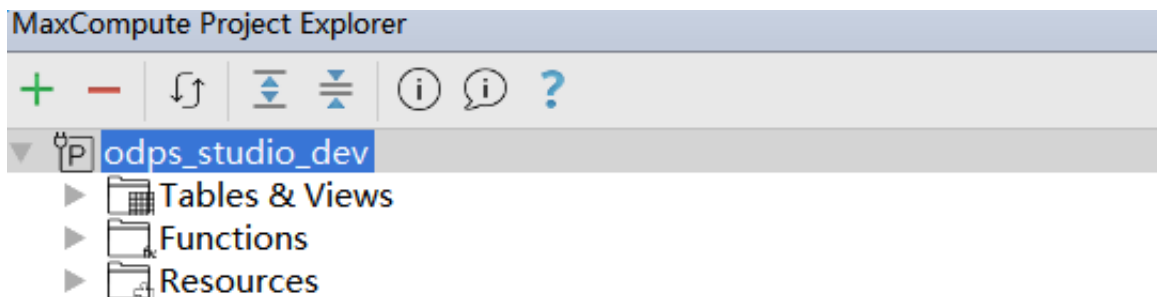 MaxCompute Project Explorer
odps_studio_dev
Tables & Views
Functions
Resources